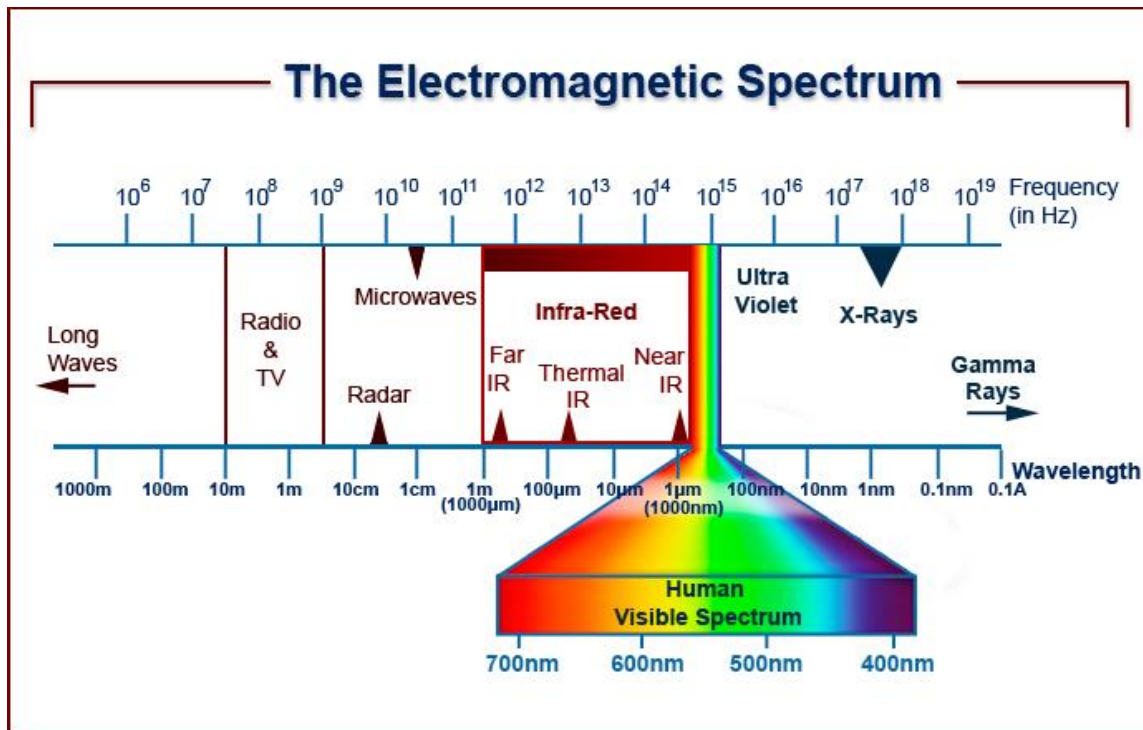 The Electromagnetic Spectrum
10⁶ 10⁷ 10⁸ 10⁹ 10¹⁰ 10¹¹ 10¹² 10¹³ 10¹⁴ 10¹⁵ 10¹⁶ 10¹⁷ 10¹⁸ 10¹⁹ Frequency
(in Hz)
Long
Waves
Radio
&
TV
Microwaves
Radar
Infra-Red
Far
IR
Thermal
IR
Near
IR
Ultra
Violet
X-Rays
Gamma
Rays
1000m 100m 10m 1m 10cm 1cm 1m 100µm 10µm 1µm 100nm 10nm 1nm 0.1nm 0.1A Wavelength
(1000µm) (1000nm)
Human
Visible Spectrum
700nm 600nm 500nm 400nm